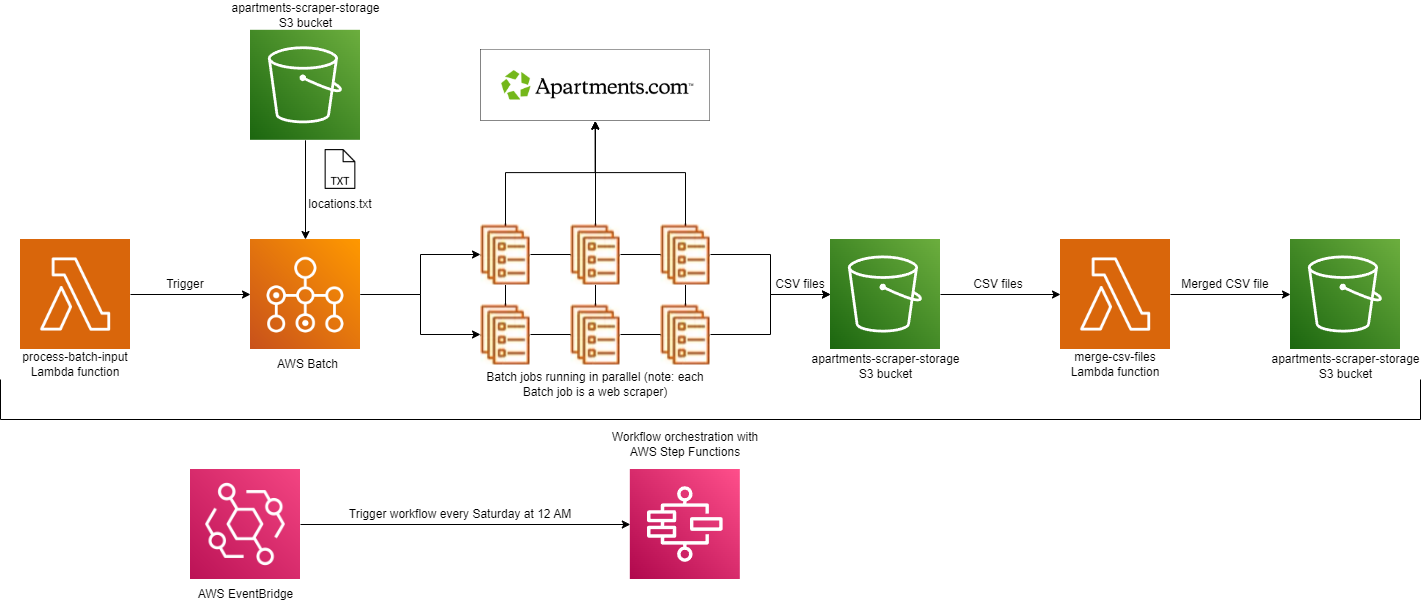 apartments-scraper-storage
S3 bucket
Apartments.com™
TXT
locations.txt
Trigger
CSV files
CSV files
Merged CSV file
process-batch-input
Lambda function
AWS Batch
Batch jobs running in parallel (note: each
Batch job is a web scraper)
apartments-scraper-storage
S3 bucket
merge-csv-files
Lambda function
apartments-scraper-storage
S3 bucket
Workflow orchestration with
AWS Step Functions
Trigger workflow every Saturday at 12 AM
AWS EventBridge